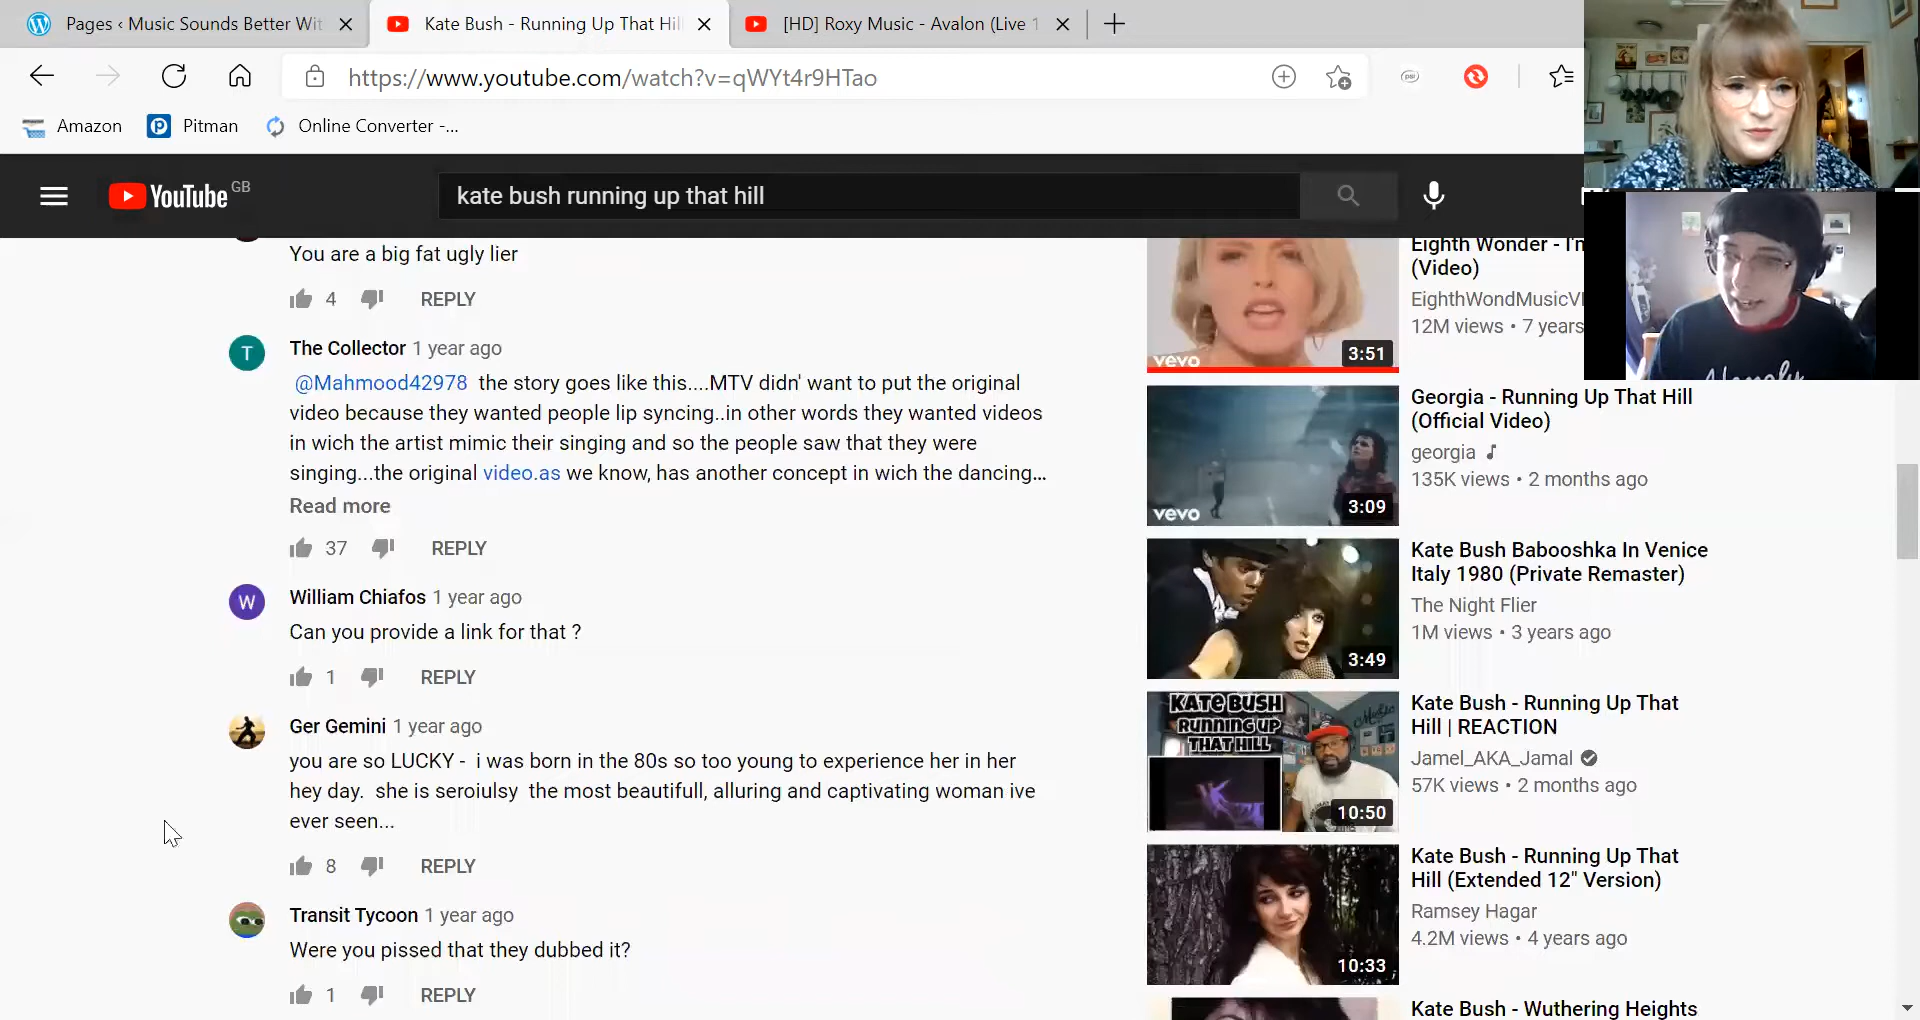 Pages ‹ Music Sounds Better Wit
Kate Bush - Running Up That Hil
[HD] Roxy Music - Avalon (Live 1
https://www.youtube.com/watch?v=qWYt4r9HTao
Amazon
Pitman
Online Converter -...
YouTube GB
kate bush running up that hill
You are a big fat ugly lier
4
REPLY
T
The Collector 1 year ago
@Mahmood42978 the story goes like this....MTV didn' want to put the original
video because they wanted people lip syncing..in other words they wanted videos
in wich the artist mimic their singing and so the people saw that they were
singing...the original video.as we know, has another concept in wich the dancing...
Read more
37
REPLY
W
William Chiafos 1 year ago
Can you provide a link for that ?
1
REPLY
Ger Gemini 1 year ago
you are so LUCKY - i was born in the 80s so too young to experience her in her
hey day. she is seroiulsy the most beautifull, alluring and captivating woman ive
ever seen...
8
REPLY
Transit Tycoon 1 year ago
Were you pissed that they dubbed it?
1
REPLY
vevo
3:51
Eighth Wonder - I'm
(Video)
EighthWondMusicVI
12M views • 7 years
vevo
3:09
Georgia - Running Up That Hill
(Official Video)
georgia
135K views • 2 months ago
3:49
Kate Bush Babooshka In Venice
Italy 1980 (Private Remaster)
The Night Flier
1M views • 3 years ago
KATE BUSH
RUNNING UP
THAT HILL
10:50
Kate Bush - Running Up That
Hill | REACTION
Jamel_AKA_Jamal
57K views • 2 months ago
10:33
Kate Bush - Running Up That
Hill (Extended 12" Version)
Ramsey Hagar
4.2M views • 4 years ago
Kate Bush - Wuthering Heights